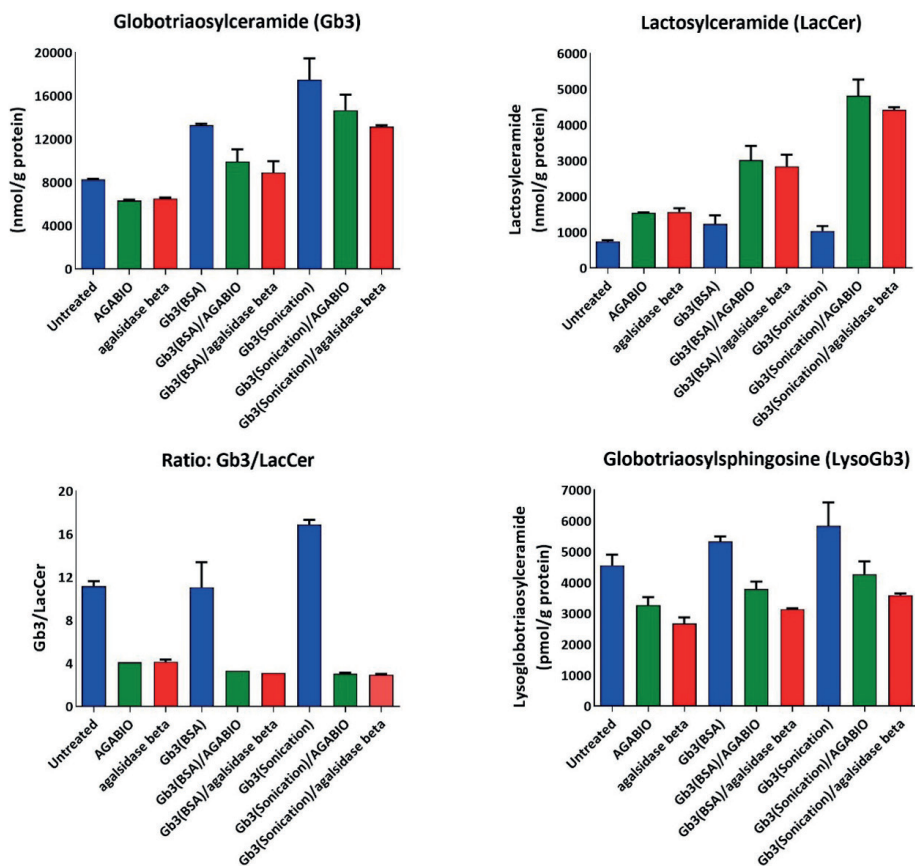 Globotriaosylceramide (Gb3)
(nmol/g protein)
20000
16000
12000
8000
4000
0
Untreated
AGABIO
agalsidase beta
Gb3(BSA)
Gb3(BSA)/AGABIO
Gb3(BSA)/agalsidase beta
Gb3(Sonication)
Gb3(Sonication)/AGABIO
Gb3(Sonication)/agalsidase beta
Lactosylceramide (LacCer)
Lactosylceramide
(nmol/g protein)
6000
5000
4000
3000
2000
1000
0
Untreated
AGABIO
agalsidase beta
Gb3(BSA)
Gb3(BSA)/AGABIO
Gb3(BSA)/agalsidase beta
Gb3(Sonication)
Gb3(Sonication)/AGABIO
Gb3(Sonication)/agalsidase beta
Ratio: Gb3/LacCer
Gb3/LacCer
20
16
12
8
4
0
Untreated
AGABIO
agalsidase beta
Gb3(BSA)
Gb3(BSA)/AGABIO
Gb3(BSA)/agalsidase beta
Gb3(Sonication)
Gb3(Sonication)/AGABIO
Gb3(Sonication)/agalsidase beta
Globotriaosylsphingosine (LysoGb3)
Lysoglobotriaosylceramide
(pmol/g protein)
7000
6000
5000
4000
3000
2000
1000
0
Untreated
AGABIO
agalsidase beta
Gb3(BSA)
Gb3(BSA)/AGABIO
Gb3(BSA)/agalsidase beta
Gb3(Sonication)
Gb3(Sonication)/AGABIO
Gb3(Sonication)/agalsidase beta